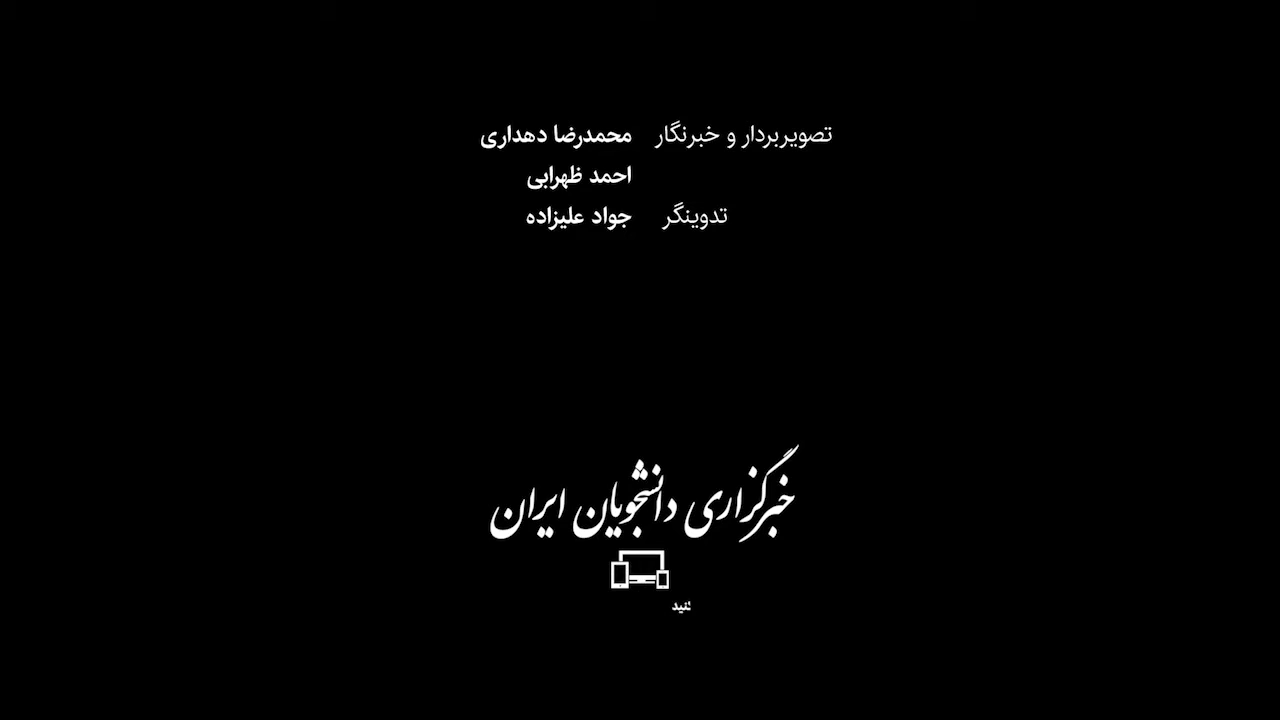 تصویربردار و خبرنگار محمدرضا دهداری
احمد ظهرابی
تدوینگر جواد علیزاده
خبرگزاری دانشجویان ایران